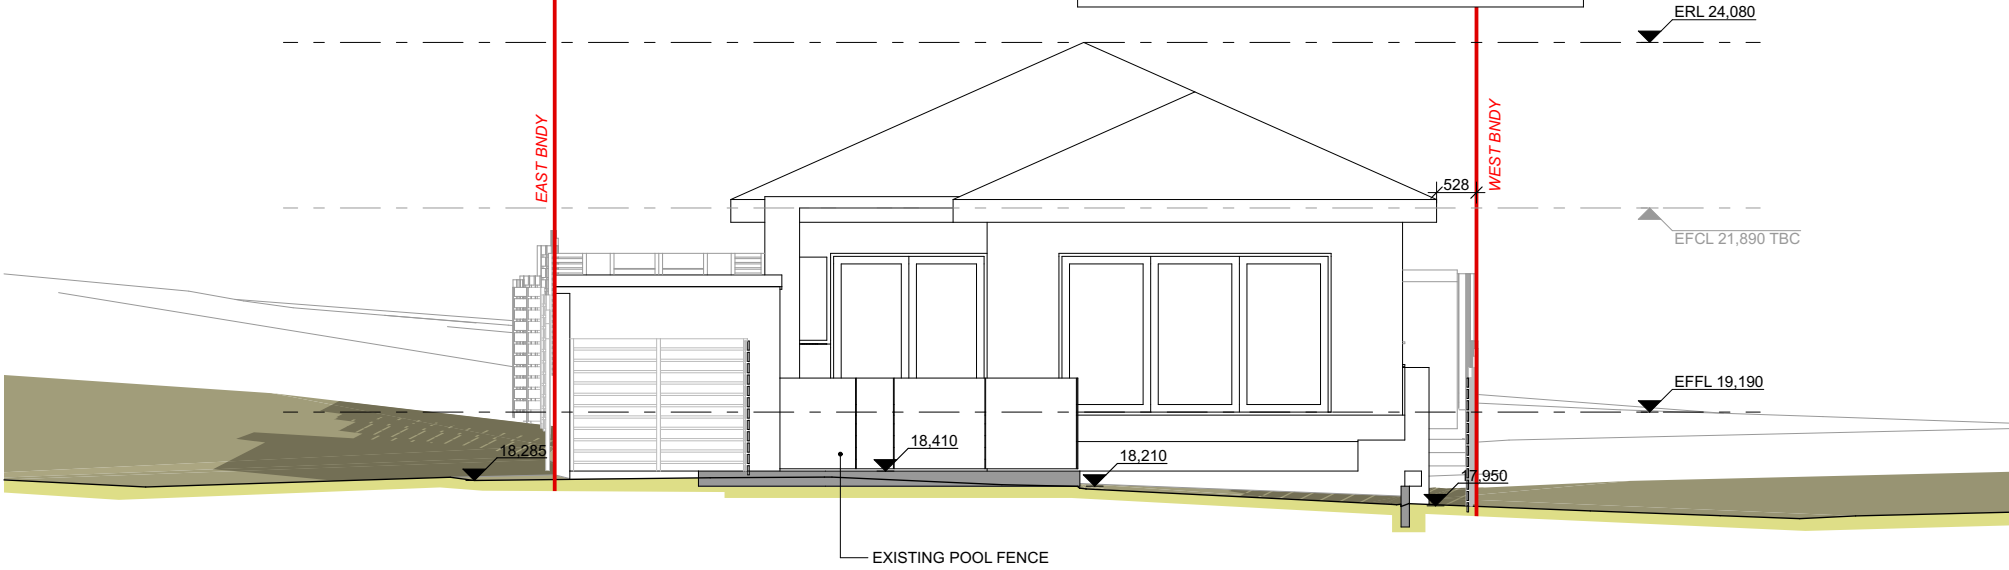 ERL 24,080
EAST BNDY
WEST BNDY
528
EFCL 21,890 TBC
EFFL 19,190
18,285
18,410
18,210
17,950
EXISTING POOL FENCE